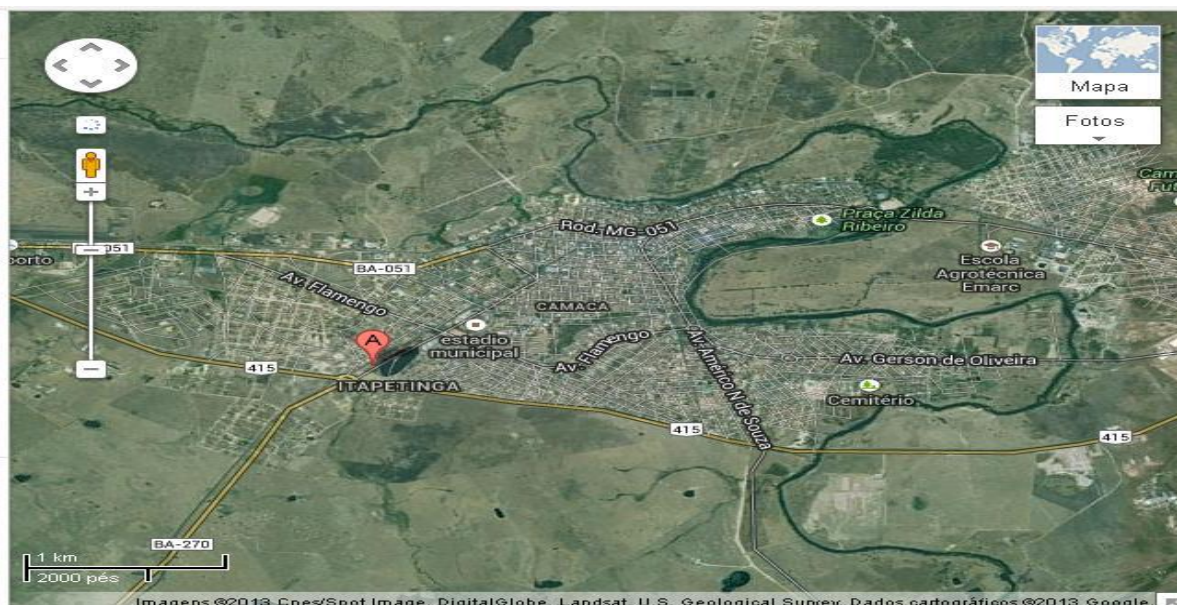 Mapa
Fotos
Rod. MG-051
Praça Zilda
Ribeiro
051
BA-051
Escola
Agrotécnica
Emarc
Av. Flamengo
CAMACA
A
estadio
municipal
Av. Flamengo
Av. Américo N de Souza
Av. Gerson de Oliveira
415
ITAPETINGA
Cemitério
415
415
BA-270
1 km
2000 pés
Imagens ©2013 Cnes/Spot Image, DigitalGlobe, Landsat, U.S. Geological Survey, Dados cartográficos ©2013 Google